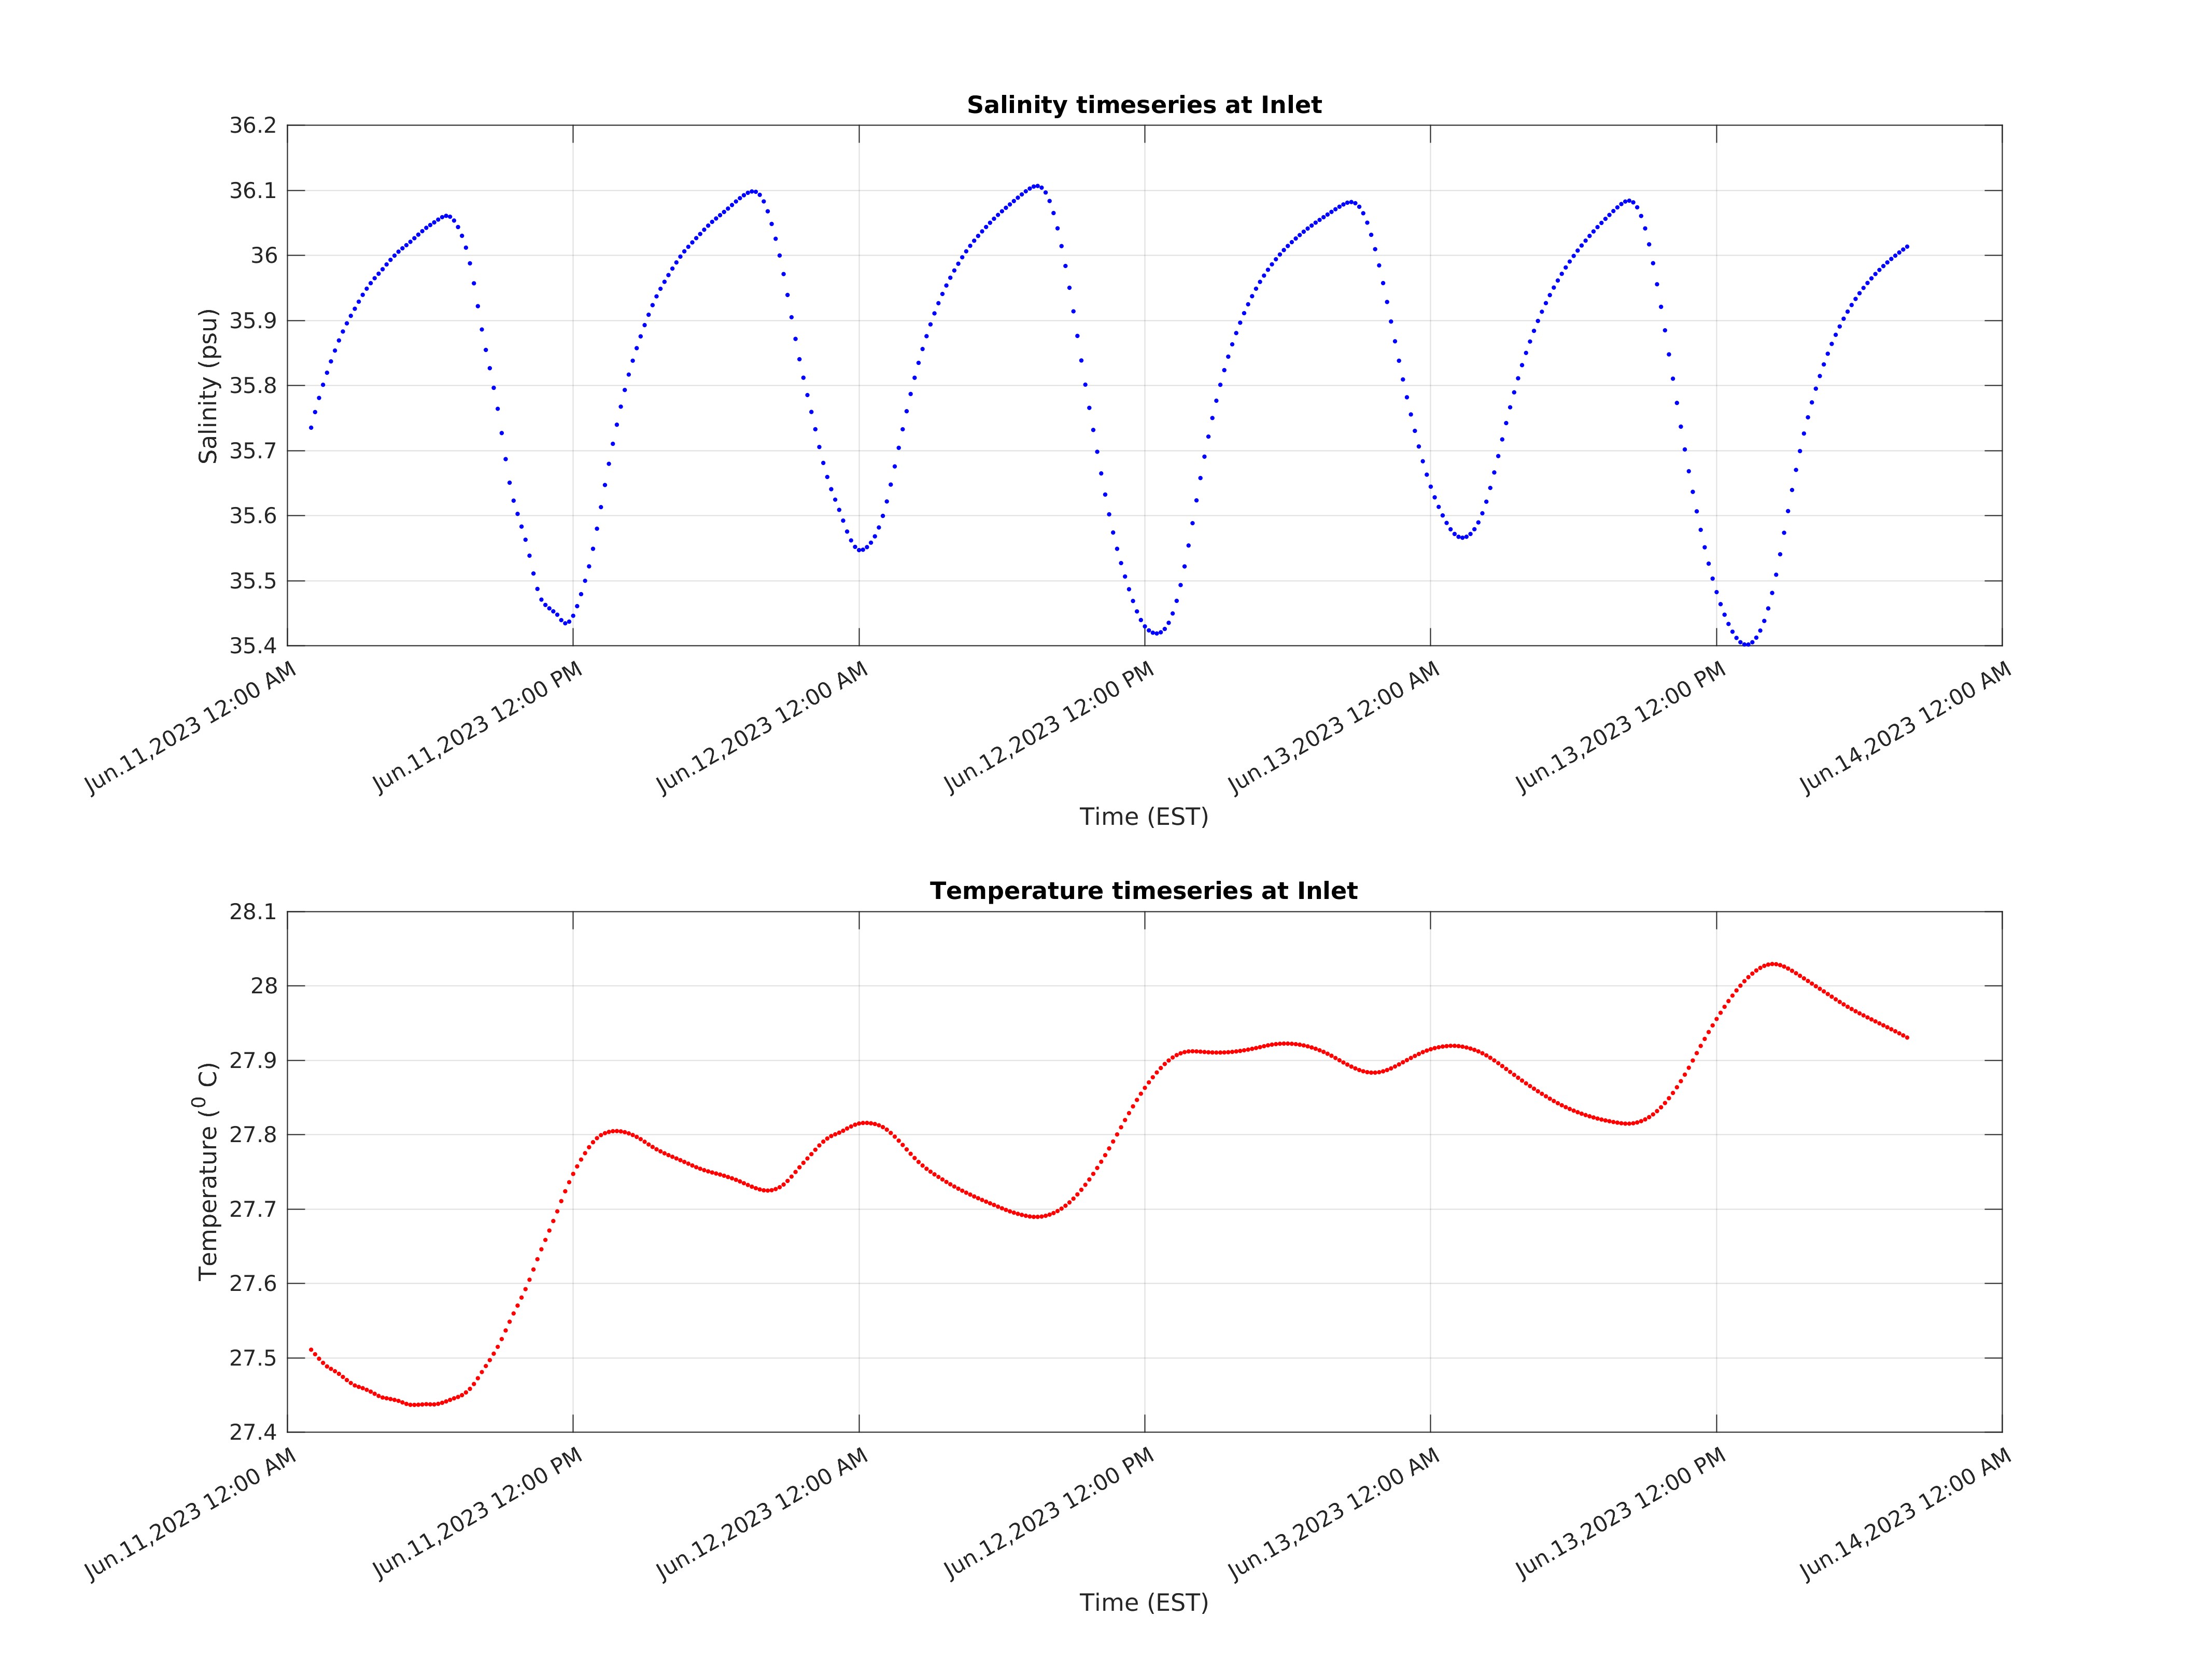 Salinity timeseries at Inlet
36.2
36.1
36
35.9
35.8
35.7
35.6
35.5
35.4
Salinity (psu)
Jun.11,2023 12:00 AM
Jun.11,2023 12:00 PM
Jun.12,2023 12:00 AM
Jun.12,2023 12:00 PM
Jun.13,2023 12:00 AM
Jun.13,2023 12:00 PM
Jun.14,2023 12:00 AM
Time (EST)
Temperature timeseries at Inlet
28.1
28
27.9
27.8
27.7
27.6
27.5
27.4
Temperature (⁰ C)
Jun.11,2023 12:00 AM
Jun.11,2023 12:00 PM
Jun.12,2023 12:00 AM
Jun.12,2023 12:00 PM
Jun.13,2023 12:00 AM
Jun.13,2023 12:00 PM
Jun.14,2023 12:00 AM
Time (EST)